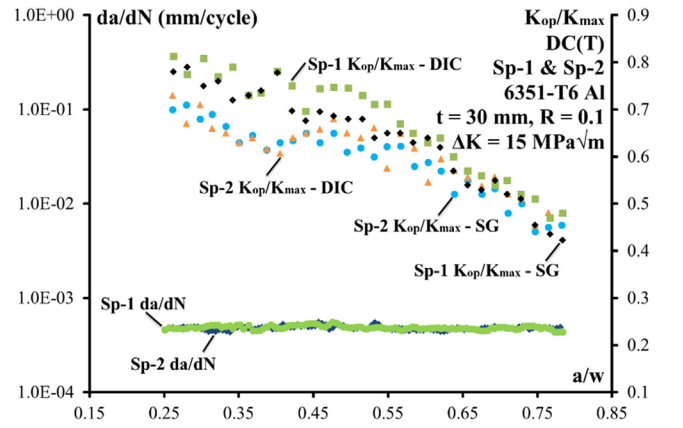 da/dN (mm/cycle)
Kop/Kmax
DC(T)
Sp-1 & Sp-2
6351-T6 Al
t = 30 mm, R = 0.1
ΔK = 15 MPa√m
1.0E+00
1.0E-01
1.0E-02
1.0E-03
1.0E-04
0.9
0.8
0.7
0.6
0.5
0.4
0.3
0.2
0.1
Sp-1 Kop/Kmax - DIC
Sp-2 Kop/Kmax - DIC
Sp-2 Kop/Kmax - SG
Sp-1 Kop/Kmax - SG
Sp-1 da/dN
Sp-2 da/dN
a/w
0.15 0.25 0.35 0.45 0.55 0.65 0.75 0.85